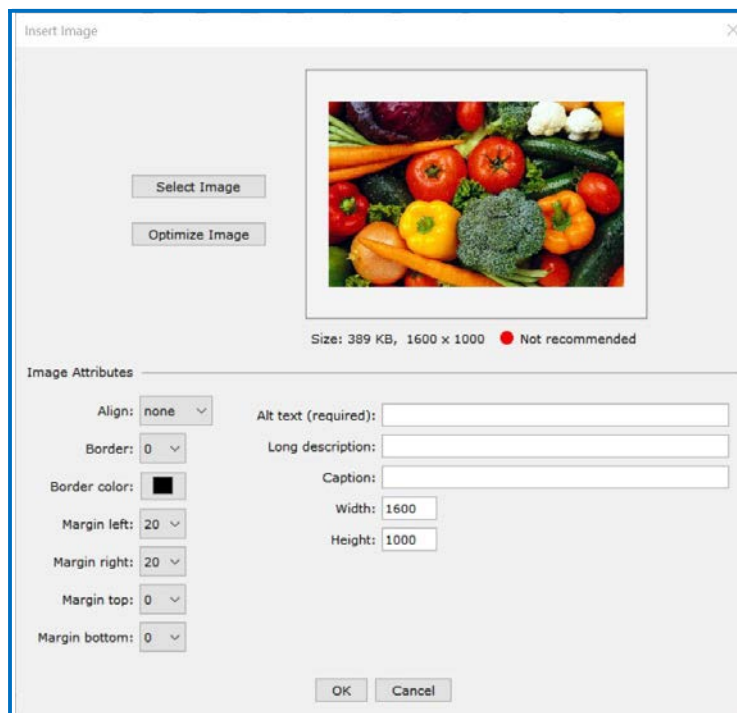 Insert Image
Select Image
Optimize Image
Size: 389 KB, 1600 x 1000 Not recommended
Image Attributes
Align: none
Border: 0
Border color:
Margin left: 20
Margin right: 20
Margin top: 0
Margin bottom: 0
Alt text (required):
Long description:
Caption:
Width: 1600
Height: 1000
OK Cancel